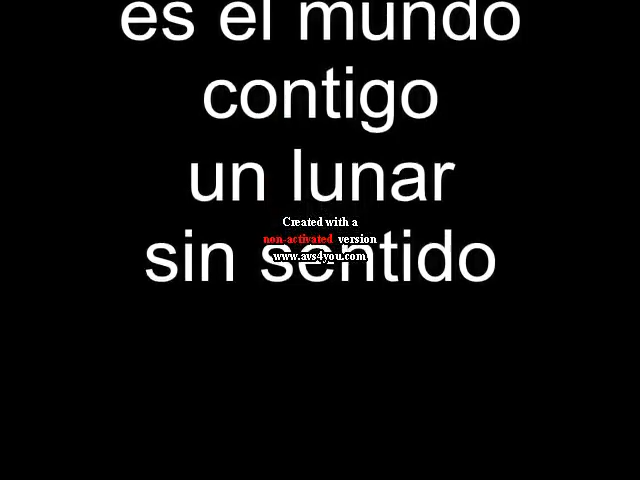 es el mundo
contigo
un lunar
Created with a
non-activated version
www.avs4you.com
sin sentido